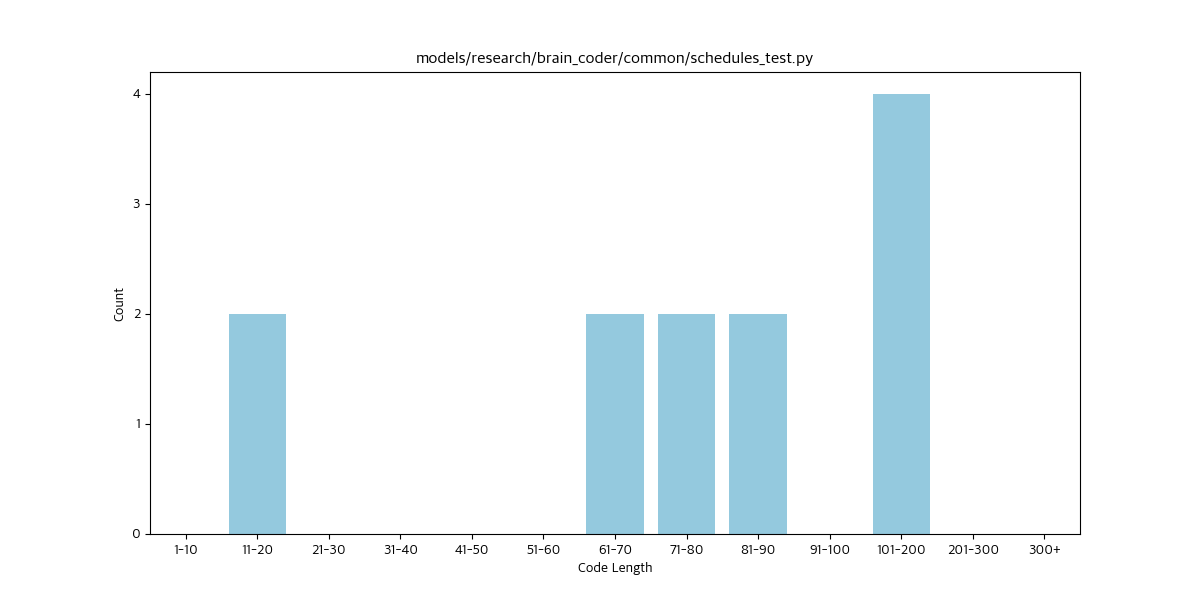 models/research/brain_coder/common/schedules_test.py
4
3
2
1
0
Count
1-10 11-20 21-30 31-40 41-50 51-60 61-70 71-80 81-90 91-100 101-200 201-300 300+
Code Length